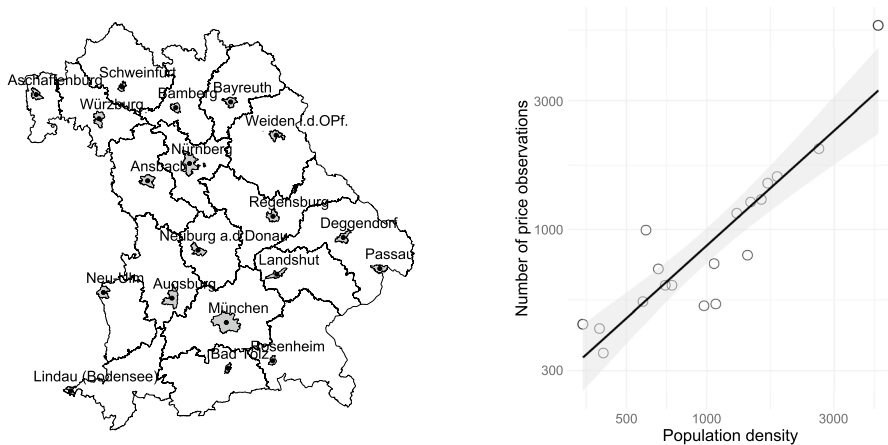 Aschaffenburg
Schweinfurt
Würzburg
Bamberg
Bayreuth
Weiden i.d.OPf.
Nürnberg
Ansbach
Regensburg
Deggendorf
Neuburg a.d.Donau
Landshut
Passau
Neu-Ulm
Augsburg
München
Bad Tölz
Rosenheim
Lindau (Bodensee)
Number of price observations
3000
1000
300
500
1000
3000
Population density